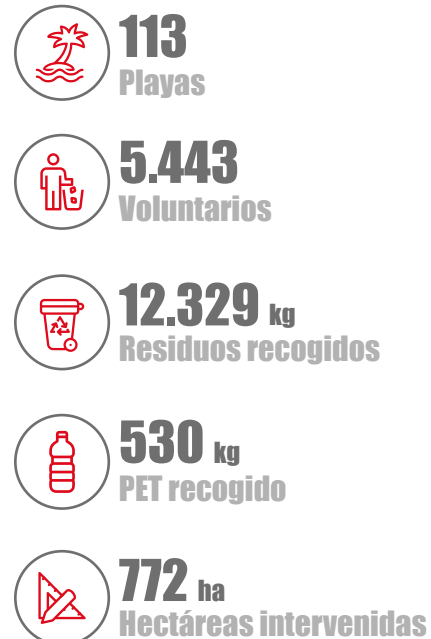 113
Playas
5.443
Voluntarios
12.329 kg
Residuos recogidos
530 kg
PET recogido
772 ha
Hectáreas intervenidas